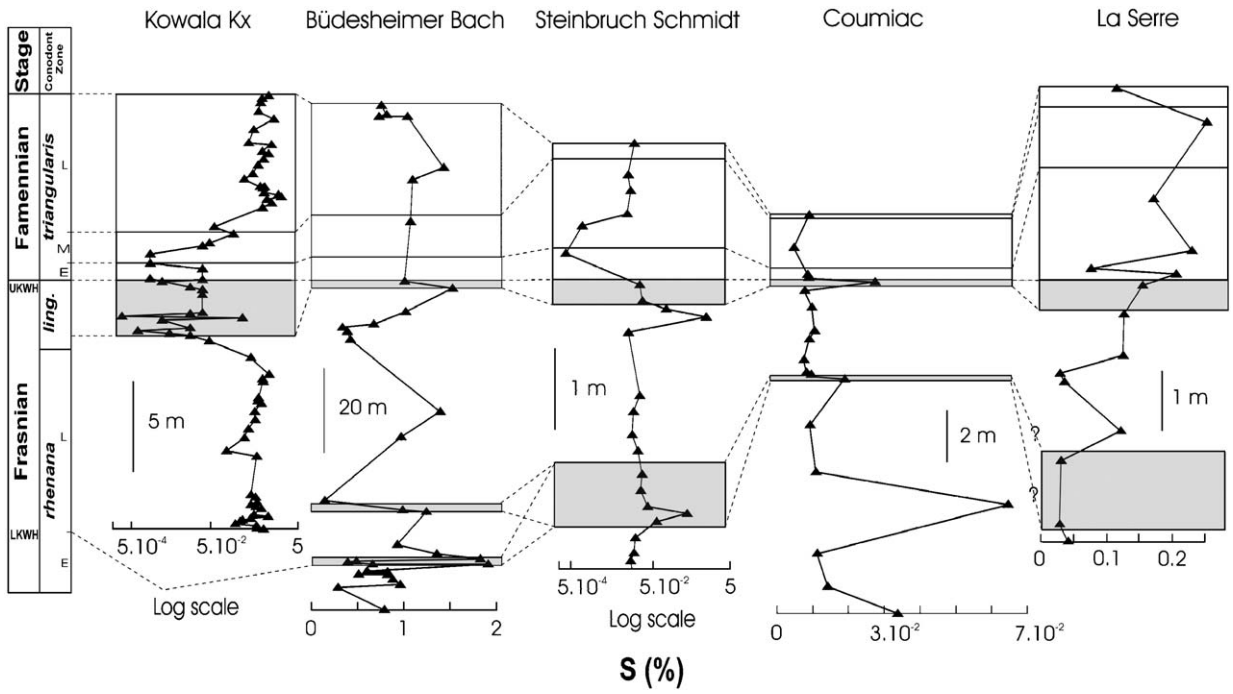 Kowala Kx
Büdesheimer Bach
Steinbruch Schmidt
Coumiac
La Serre
Stage
Conodont Zone
Famennian
triangularis
L
M
E
UKWH
ling.
Frasnian
rhenana
L
LKWH
E
5 m
20 m
1 m
2 m
1 m
?
?
5.10-4
5.10-2
5
Log scale
0
1
2
5.10-4
5.10-2
5
Log scale
0
3.10-2
7.10-2
0
0.1
0.2
S (%)